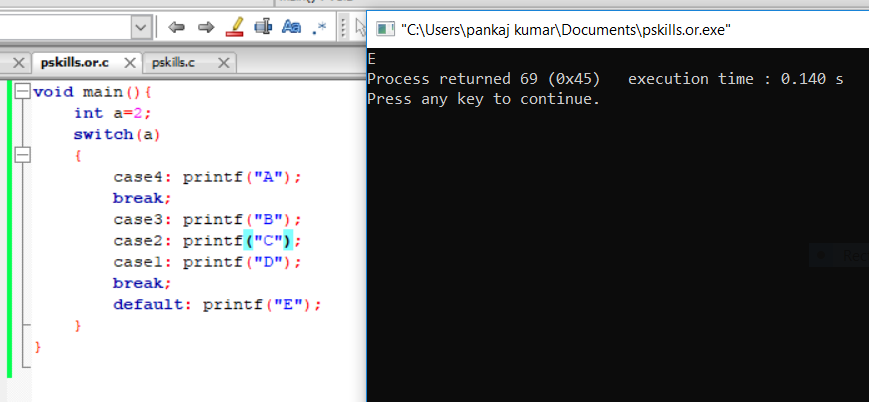 "C:\Users\pankaj kumar\Documents\pskills.or.exe"
pskills.or.c pskills.c
void main(){
int a=2;
switch(a)
{
case4: printf("A");
break;
case3: printf("B");
case2: printf("C");
case1: printf("D");
break;
default: printf("E");
}
}
E
Process returned 69 (0x45) execution time : 0.140 s
Press any key to continue.